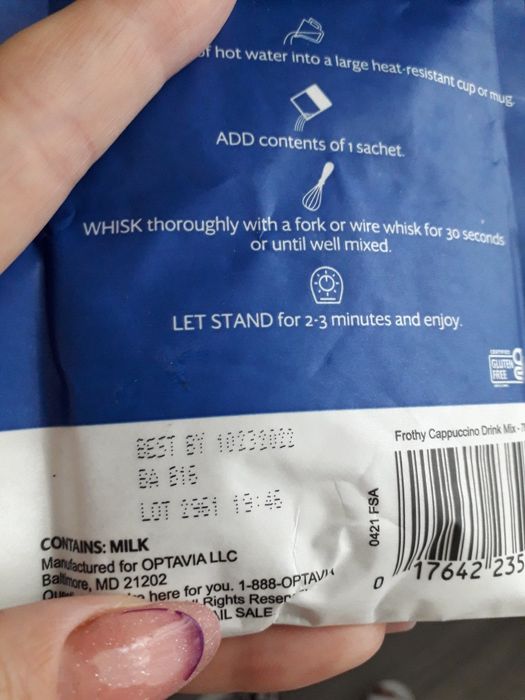 of hot water into a large heat-resistant cup or mug.
ADD contents of 1 sachet.
WHISK thoroughly with a fork or wire whisk for 30 seconds
or until well mixed.
LET STAND for 2-3 minutes and enjoy.
CERTIFIED
GLUTEN
FREE
BEST BY 10232022
BA B16
LOT 2961 19:46
Frothy Cappuccino Drink Mix
0421 FSA
0 17642 235
CONTAINS: MILK
Manufactured for OPTAVIA LLC
Baltimore, MD 21202
here for you. 1-888-OPTAVI
Rights Reser
AIL SALE